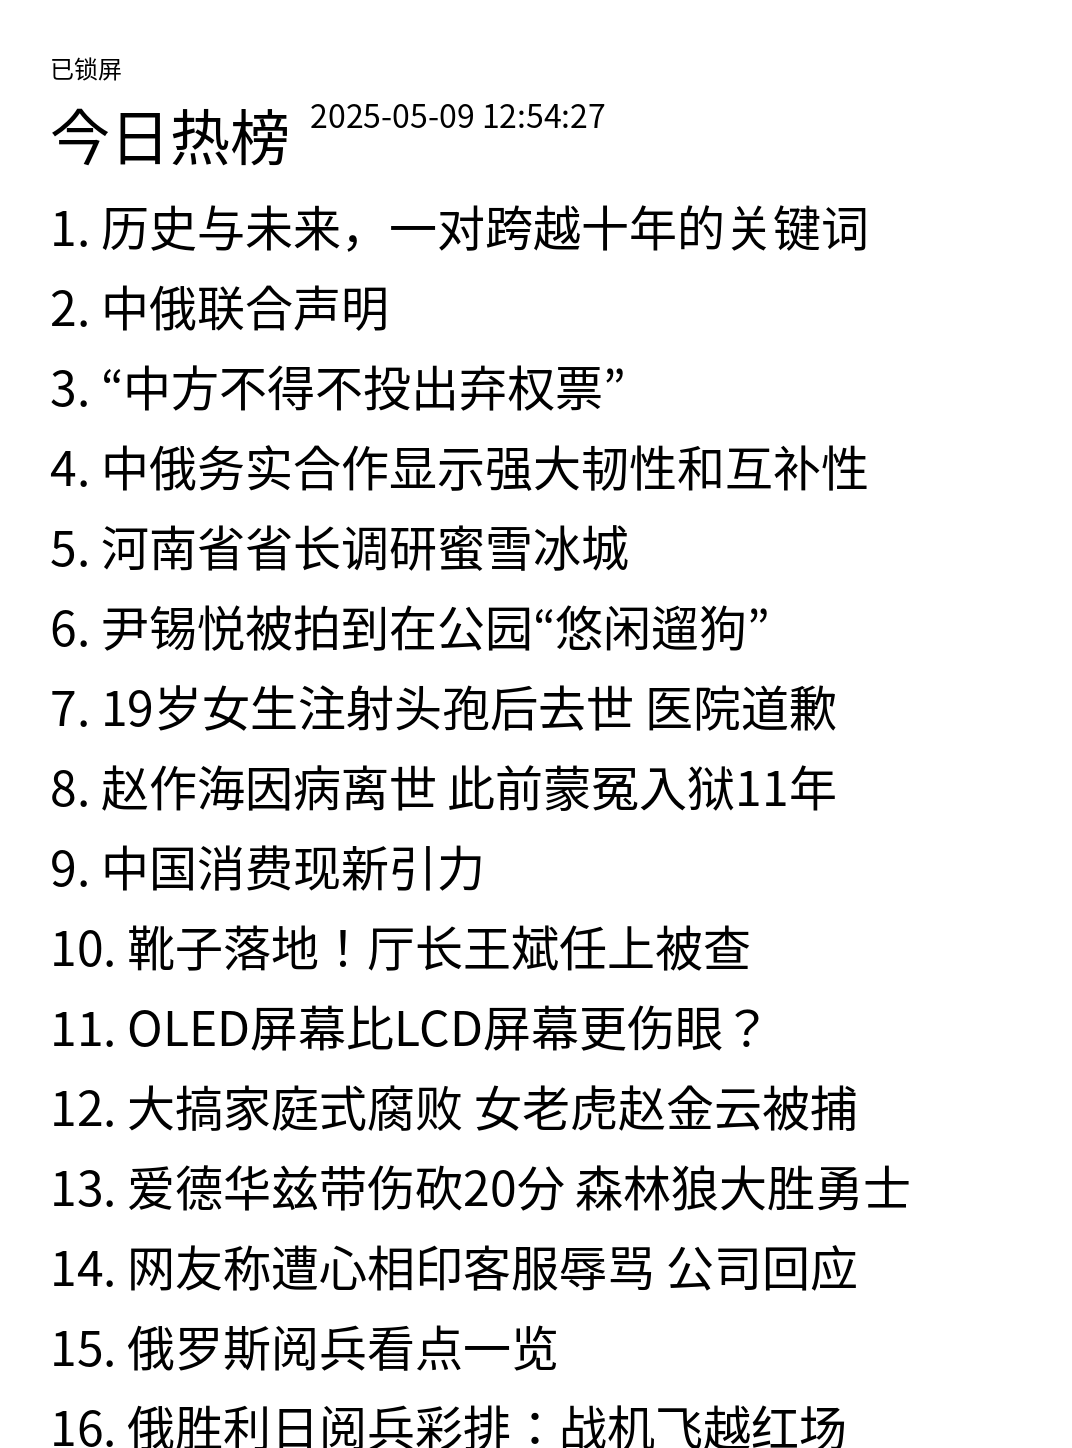 已锁屏
今日热榜 2025-05-09 12:54:27
1. 历史与未来，一对跨越十年的关键词
2. 中俄联合声明
3. “中方不得不投出弃权票”
4. 中俄务实合作显示强大韧性和互补性
5. 河南省省长调研蜜雪冰城
6. 尹锡悦被拍到在公园“悠闲遛狗”
7. 19岁女生注射头孢后去世 医院道歉
8. 赵作海因病离世 此前蒙冤入狱11年
9. 中国消费现新引力
10. 靴子落地！厅长王斌任上被查
11. OLED屏幕比LCD屏幕更伤眼？
12. 大搞家庭式腐败 女老虎赵金云被捕
13. 爱德华兹带伤砍20分 森林狼大胜勇士
14. 网友称遭心相印客服辱骂 公司回应
15. 俄罗斯阅兵看点一览
16. 俄胜利日阅兵彩排：战机飞越红场